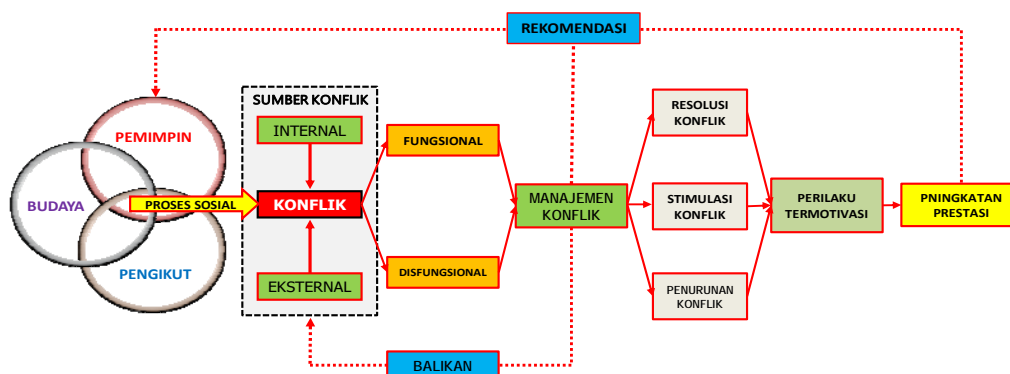 REKOMENDASI
PEMIMPIN
BUDAYA
PENGIKUT
PROSES SOSIAL
SUMBER KONFLIK
INTERNAL
KONFLIK
EKSTERNAL
FUNGSIONAL
DISFUNGSIONAL
MANAJEMEN
KONFLIK
RESOLUSI
KONFLIK
STIMULASI
KONFLIK
PENURUNAN
KONFLIK
PERILAKU
TERMOTIVASI
PNINGKATAN
PRESTASI
BALIKAN